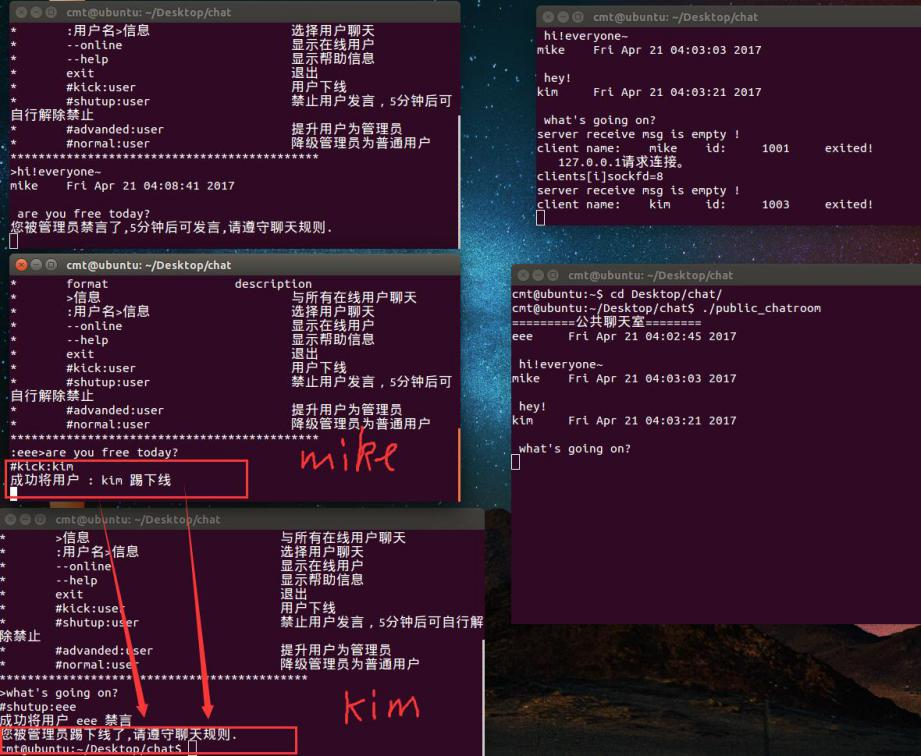 cmt@ubuntu: ~/Desktop/chat
* :用户名>信息 选择用户聊天
* --online 显示在线用户
* --help 显示帮助信息
* exit 退出
* #kick:user 用户下线
* #shutup:user 禁止用户发言，5分钟后可
自行解除禁止
* #advanded:user 提升用户为管理员
* #normal:user 降级管理员为普通用户
********************************************
>hi!everyone~
mike Fri Apr 21 04:08:41 2017
are you free today?
您被管理员禁言了,5分钟后可发言,请遵守聊天规则.
cmt@ubuntu: ~/Desktop/chat
* format description
* >信息 与所有在线用户聊天
* :用户名>信息 选择用户聊天
* --online 显示在线用户
* --help 显示帮助信息
* exit 退出
* #kick:user 用户下线
* #shutup:user 禁止用户发言，5分钟后可
自行解除禁止
* #advanded:user 提升用户为管理员
* #normal:user 降级管理员为普通用户
********************************************
:eee>are you free today?
#kick:kim
成功将用户 : kim 踢下线
mike
cmt@ubuntu: ~/Desktop/chat
* >信息 与所有在线用户聊天
* :用户名>信息 选择用户聊天
* --online 显示在线用户
* --help 显示帮助信息
* exit 退出
* #kick:user 用户下线
* #shutup:user 禁止用户发言，5分钟后可自行解
除禁止
* #advanded:user 提升用户为管理员
* #normal:user 降级管理员为普通用户
********************************************
>what's going on?
#shutup:eee
成功将用户 eee 禁言
您被管理员踢下线了,请遵守聊天规则.
cmt@ubuntu:~/Desktop/chat$
kim
cmt@ubuntu: ~/Desktop/chat
hi!everyone~
mike Fri Apr 21 04:03:03 2017
hey!
kim Fri Apr 21 04:03:21 2017
what's going on?
server receive msg is empty !
client name: mike id: 1001 exited!
127.0.0.1请求连接。
clients[i]sockfd=8
server receive msg is empty !
client name: kim id: 1003 exited!
cmt@ubuntu: ~/Desktop/chat
cmt@ubuntu:~$ cd Desktop/chat/
cmt@ubuntu:~/Desktop/chat$ ./public_chatroom
=========公共聊天室========
eee Fri Apr 21 04:02:45 2017
hi!everyone~
mike Fri Apr 21 04:03:03 2017
hey!
kim Fri Apr 21 04:03:21 2017
what's going on?